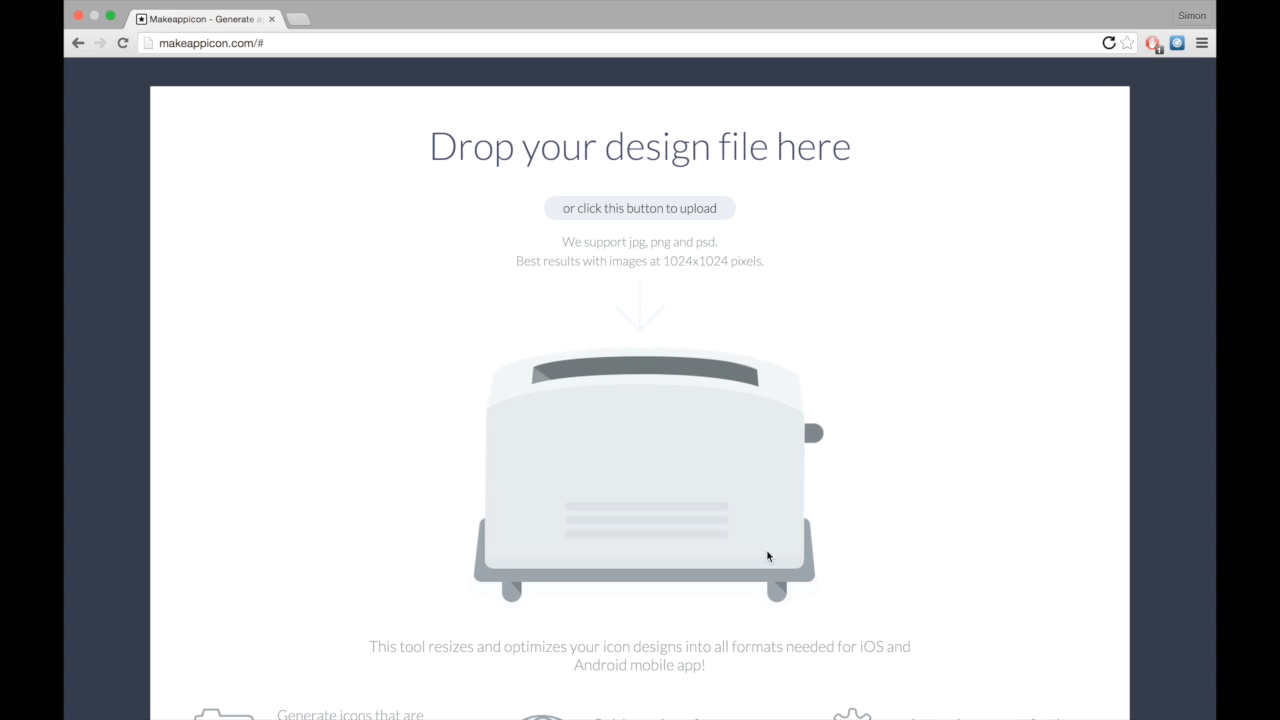 Makeappicon - Generate a
Simon
makeappicon.com/#
1
Drop your design file here
or click this button to upload
We support jpg, png and psd.
Best results with images at 1024x1024 pixels.
This tool resizes and optimizes your icon designs into all formats needed for iOS and
Android mobile app!
Generate icons that are